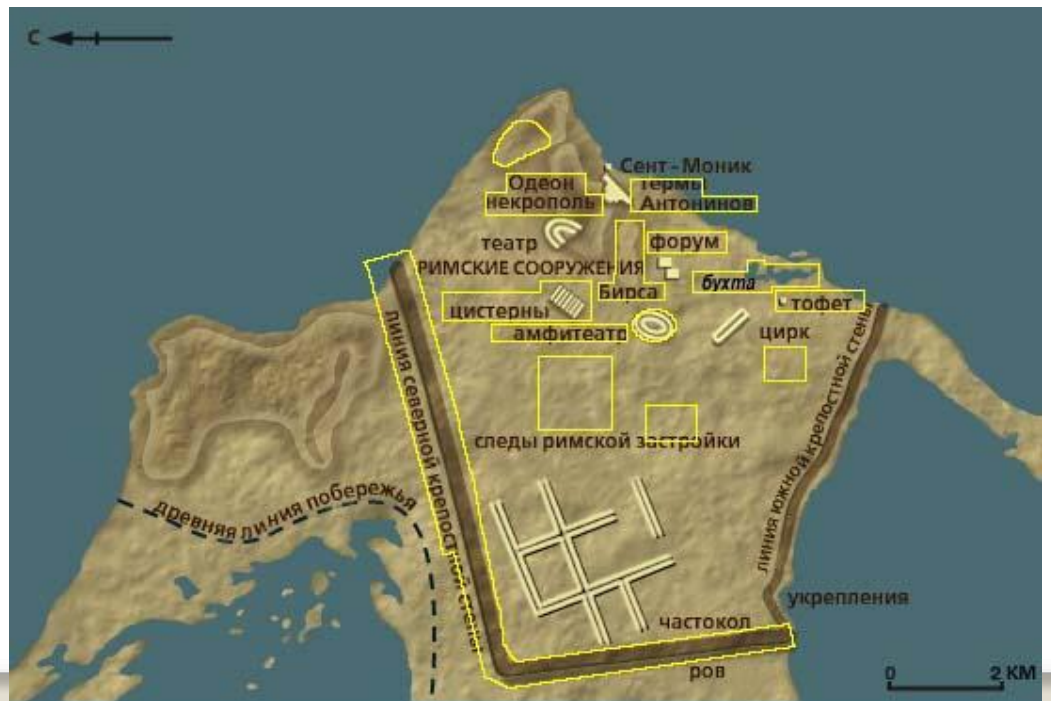 С
Сент-Моник
Одеон
Термы
некрополь
Антонинов
театр
форум
РИМСКИЕ СООРУЖЕНИЯ
Бирса
бухта
тофет
цистерны
амфитеатр
цирк
линия северной крепостной стены
линия южной крепостной стены
следы римской застройки
древняя линия побережья
укрепления
частокол
ров
0 2 КМ